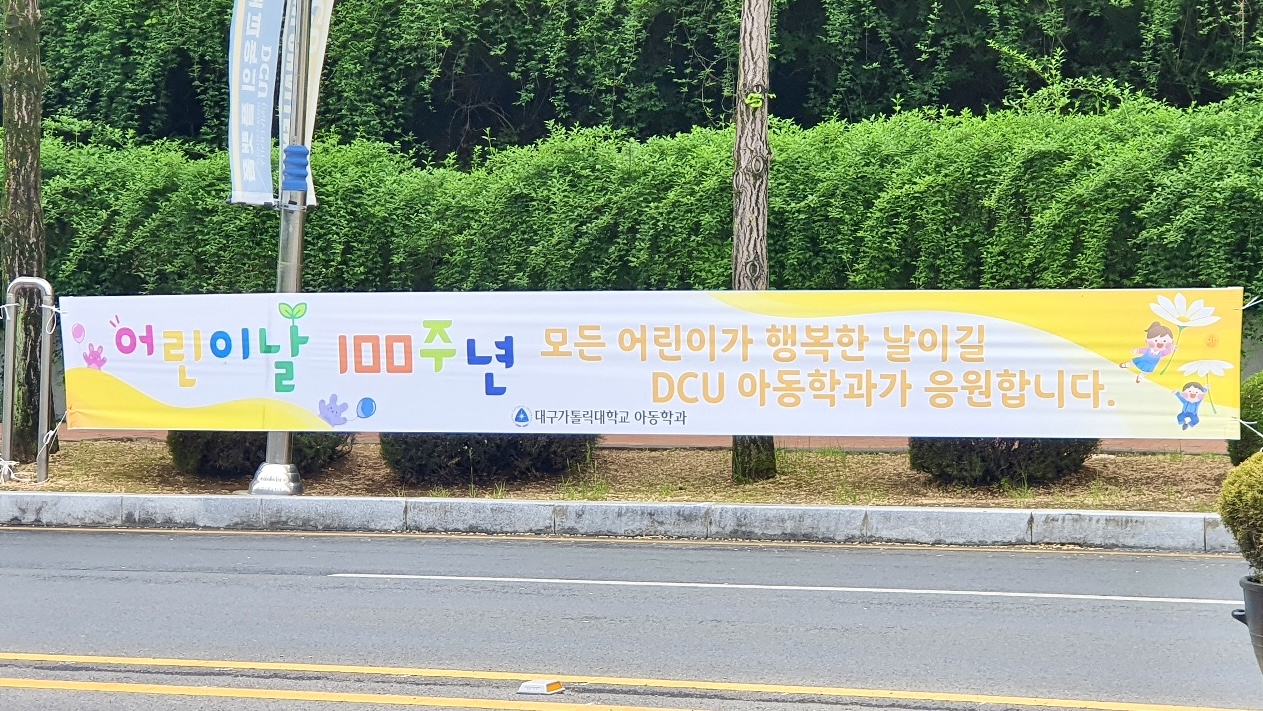 어린이날 100주년
모든 어린이가 행복한 날이길
DCU 아동학과가 응원합니다.
대구가톨릭대학교 아동학과
DCU